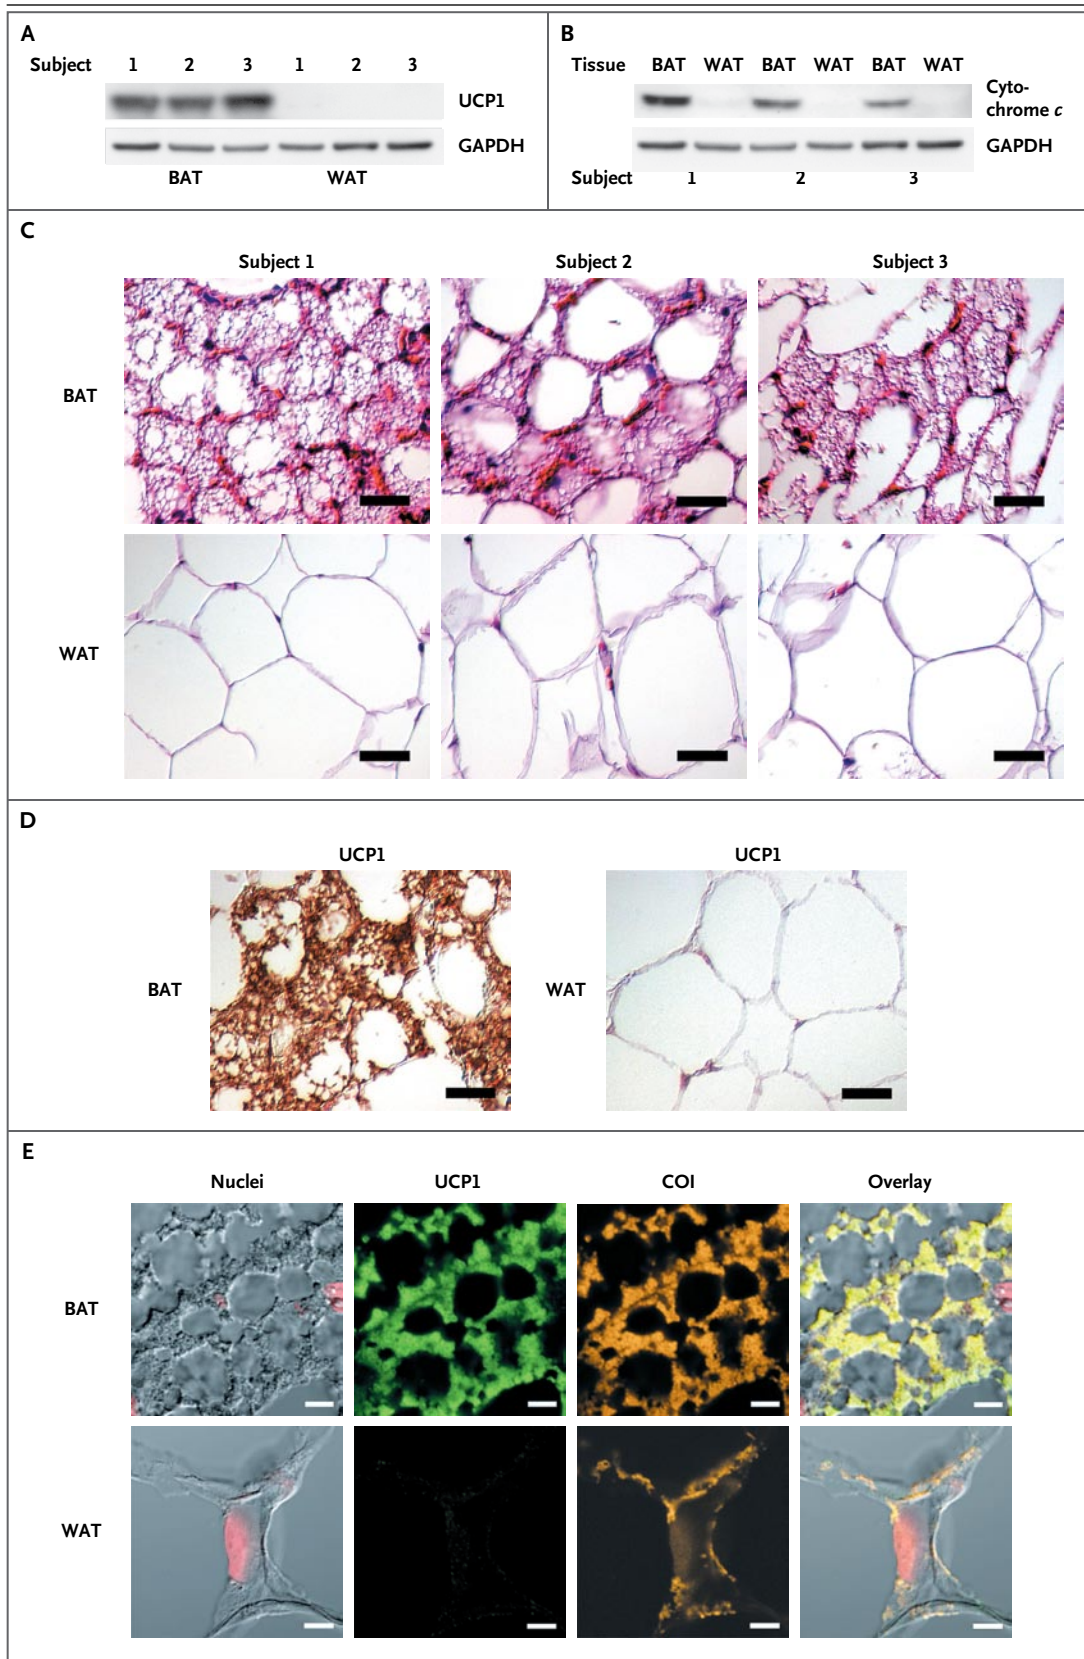 A
Subject 1 2 3 1 2 3
UCP1
GAPDH
BAT WAT
B
Tissue BAT WAT BAT WAT BAT WAT
Cyto-
chrome c
GAPDH
Subject 1 2 3
C
Subject 1 Subject 2 Subject 3
BAT
WAT
D
UCP1 UCP1
BAT WAT
E
Nuclei UCP1 COI Overlay
BAT
WAT